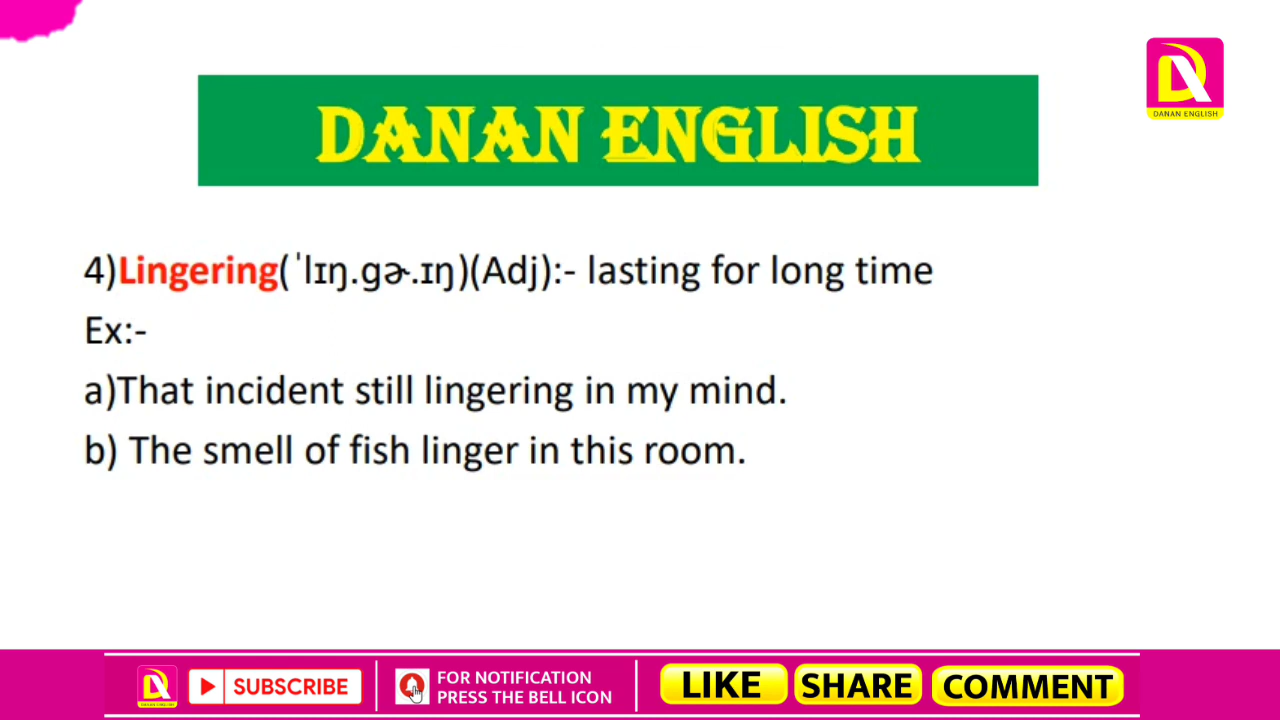 DANAN ENGLISH
DANAN ENGLISH
4)Lingering(ˈlɪŋ.ɡɚ.ɪŋ)(Adj):- lasting for long time
Ex:-
a)That incident still lingering in my mind.
b) The smell of fish linger in this room.
DANAN ENGLISH
SUBSCRIBE
FOR NOTIFICATION
PRESS THE BELL ICON
LIKE
SHARE
COMMENT